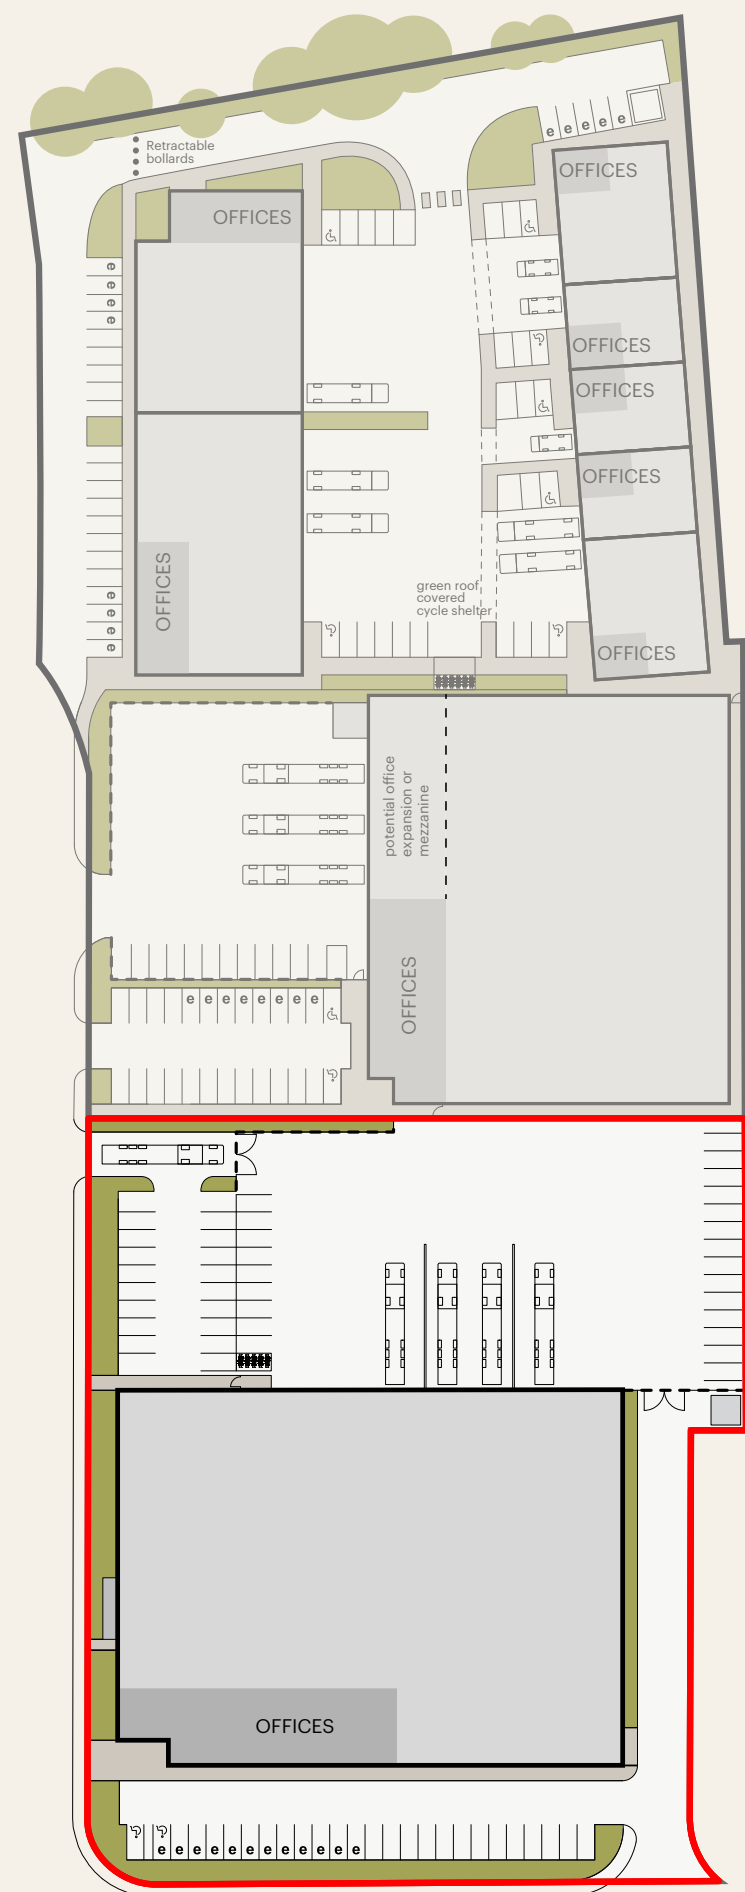 Retractable
bollards
e e e e e
OFFICES
OFFICES
e
e
e
e
OFFICES
OFFICES
OFFICES
OFFICES
green roof
covered
cycle shelter
e
e
e
e
OFFICES
potential office
expansion or
mezzanine
OFFICES
e e e e e e e e
OFFICES
e e e e e e e e e e e e